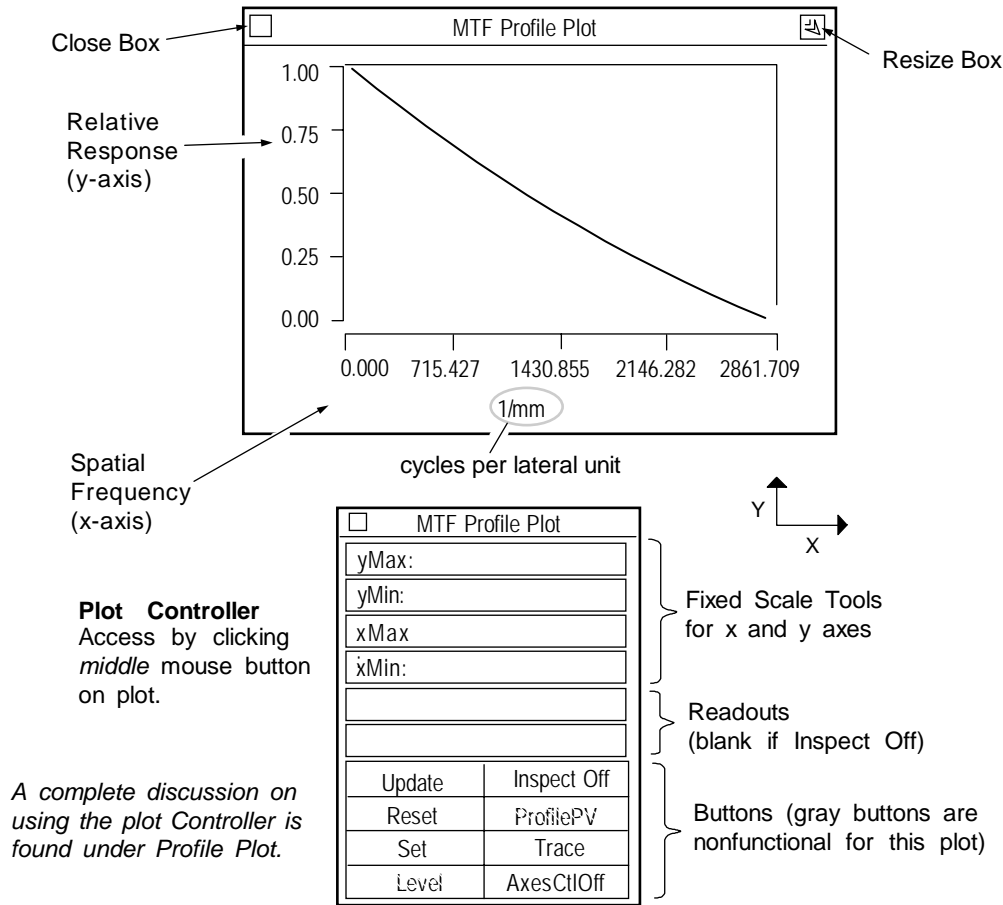 MTF Profile Plot
Close Box
Resize Box
1.00
0.75
0.50
0.25
0.00
Relative
Response
(y-axis)
0.000 715.427 1430.855 2146.282 2861.709
1/mm
cycles per lateral unit
Spatial
Frequency
(x-axis)
Y
X
MTF Profile Plot
yMax:
yMin:
xMax
xMin:
Fixed Scale Tools
for x and y axes
Plot Controller
Access by clicking
middle mouse button
on plot.
Readouts
(blank if Inspect Off)
A complete discussion on
using the plot Controller is
found under Profile Plot.
Update Inspect Off
Reset ProfilePV
Set Trace
Level AxesCtlOff
Buttons (gray buttons are
nonfunctional for this plot)